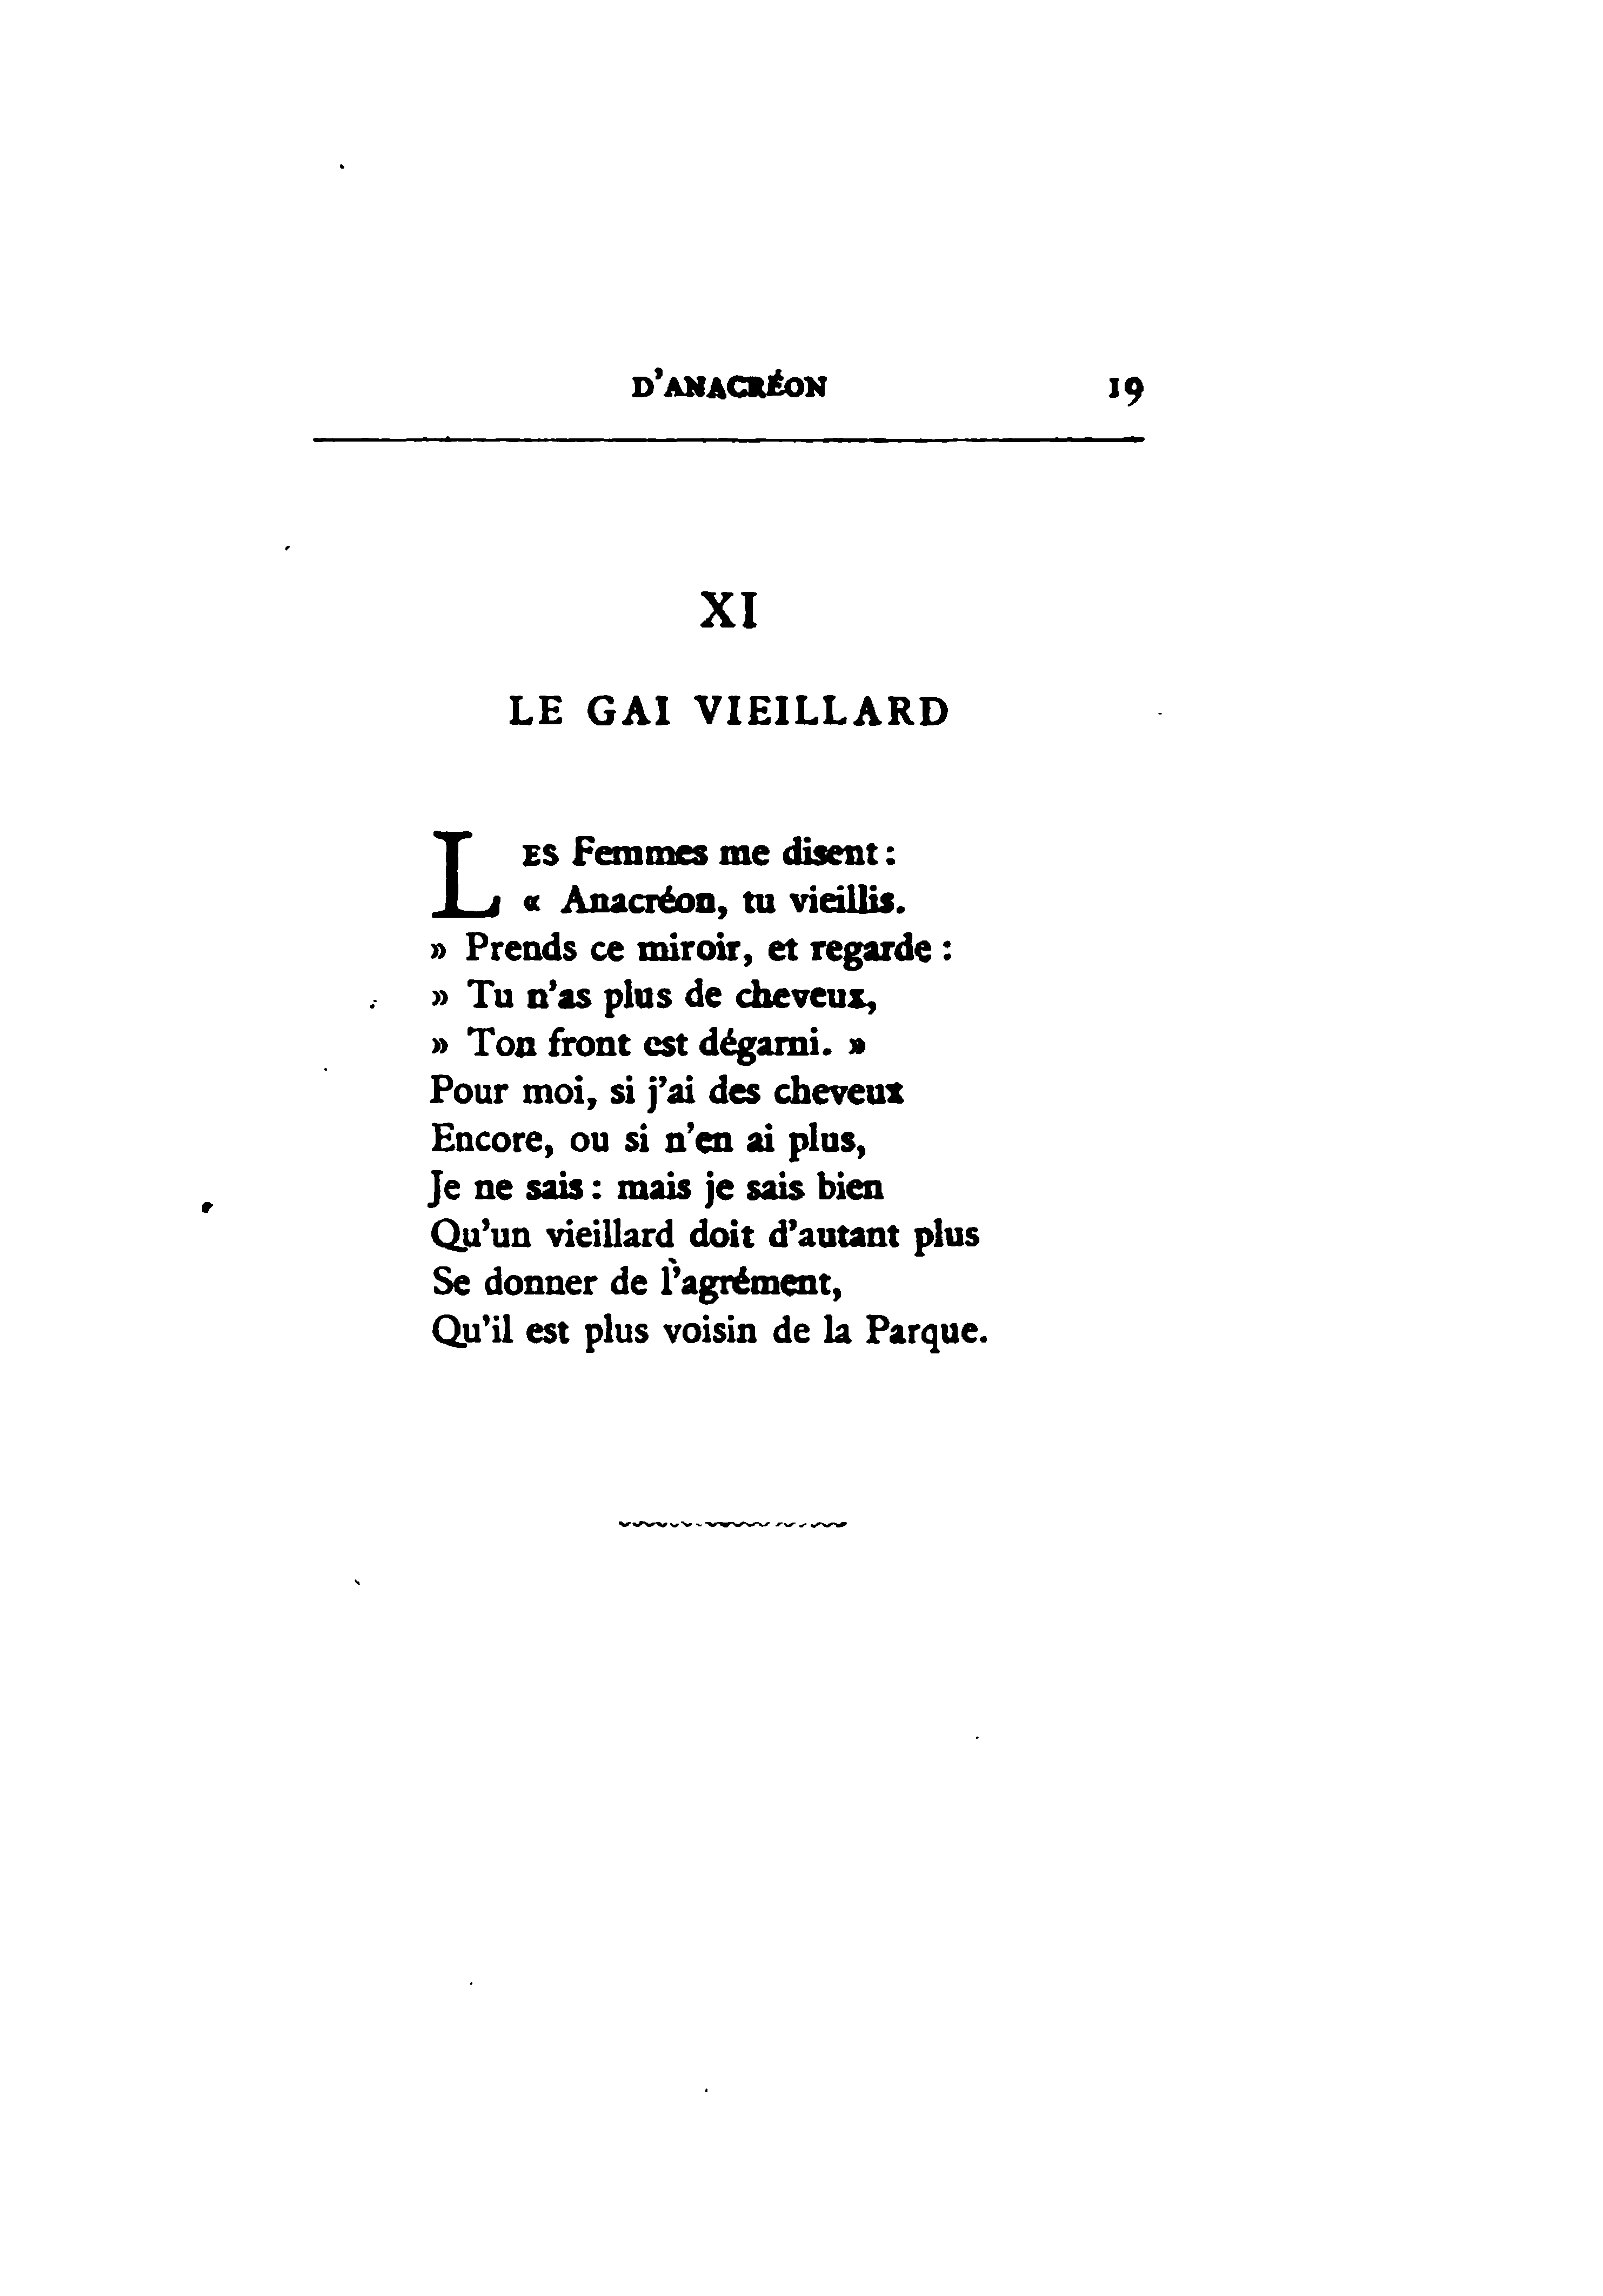 D'ANACRÉON 19
XI
LE GAI VIEILLARD
LES Femmes me disent :
« Anacréon, tu vieillis.
» Prends ce miroir, et regarde :
» Tu n'as plus de cheveux,
» Ton front est dégarni. »
Pour moi, si j'ai des cheveux
Encore, ou si n'en ai plus,
Je ne sais : mais je sais bien
Qu'un vieillard doit d'autant plus
Se donner de l'agrément,
Qu'il est plus voisin de la Parque.